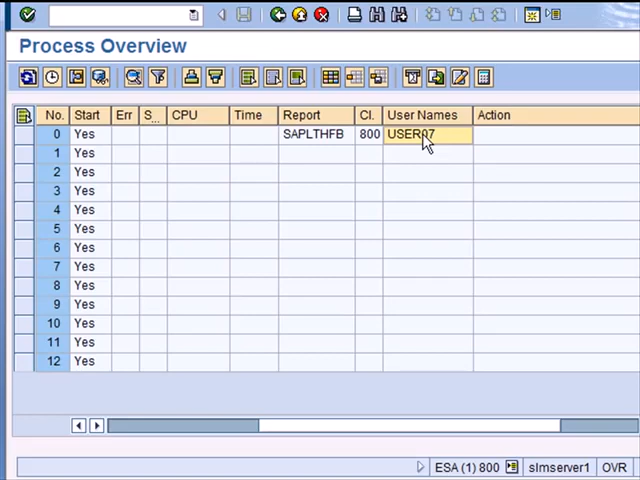 Process Overview
No. Start Err S... CPU Time Report Cl. User Names Action
0 Yes SAPLTHFB 800 USER07
1 Yes
2 Yes
3 Yes
4 Yes
5 Yes
6 Yes
7 Yes
8 Yes
9 Yes
10 Yes
11 Yes
12 Yes
ESA (1) 800 slmserver1 OVR